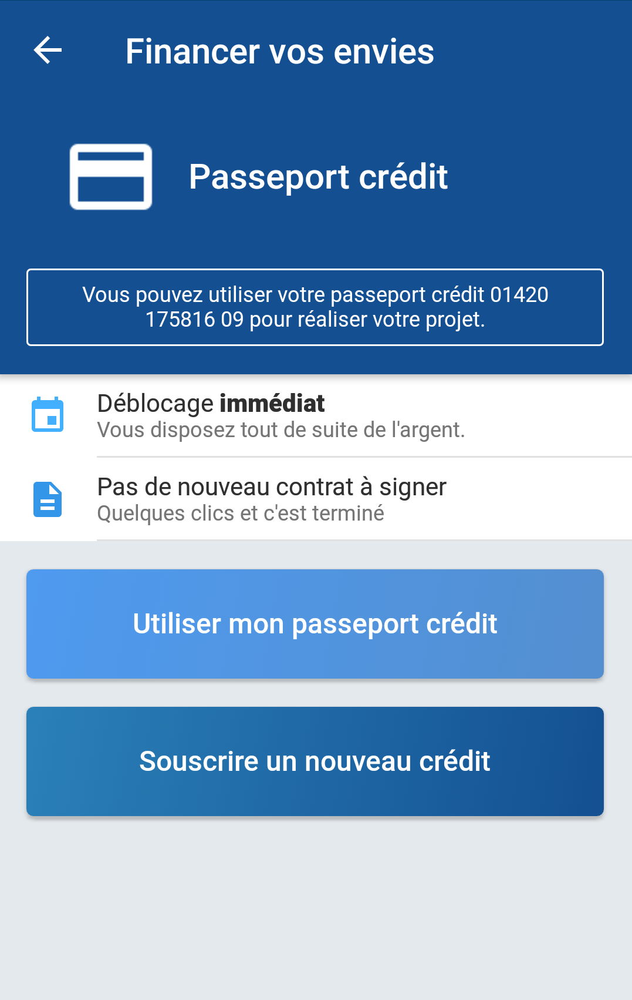 Financer vos envies
Passeport crédit
Vous pouvez utiliser votre passeport crédit 01420
175816 09 pour réaliser votre projet.
Déblocage immédiat
Vous disposez tout de suite de l'argent.
Pas de nouveau contrat à signer
Quelques clics et c'est terminé
Utiliser mon passeport crédit
Souscrire un nouveau crédit